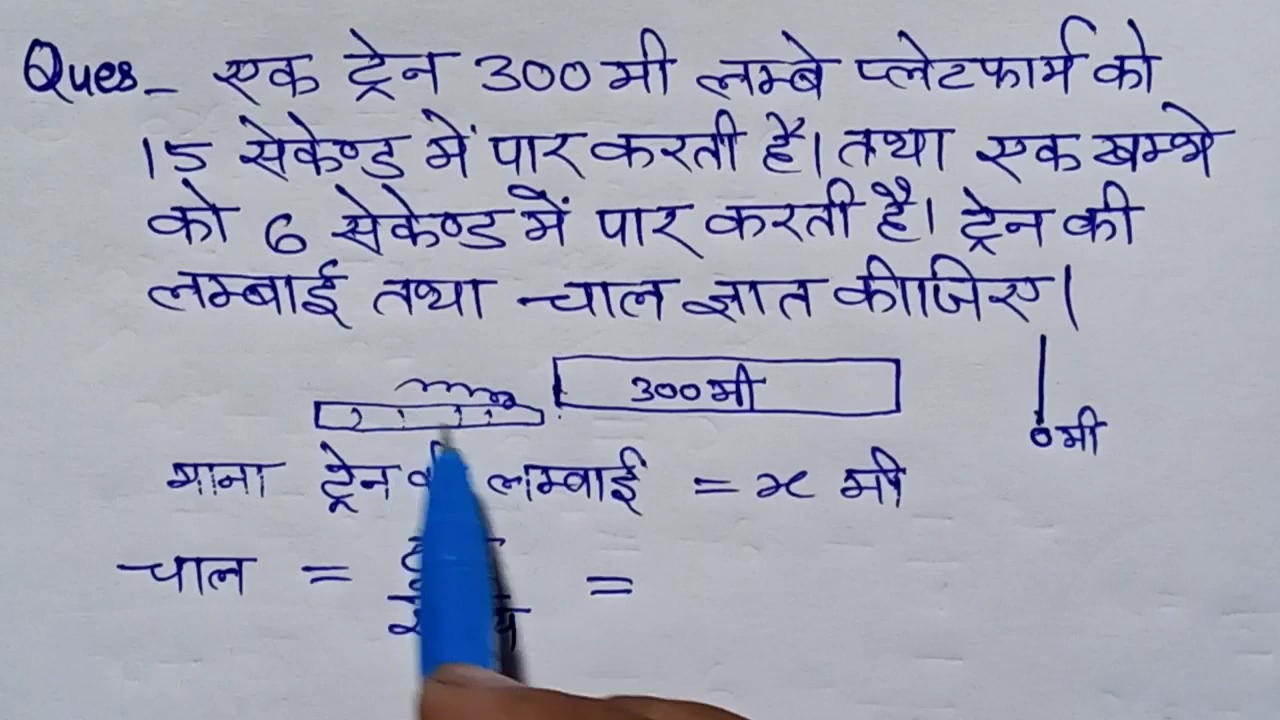 Ques - एक ट्रेन 300 मी लम्बे प्लेटफार्म को
15 सेकेण्ड में पार करती है। तथा एक खम्भे
को 6 सेकेण्ड में पार करती है। ट्रेन की
लम्बाई तथा चाल ज्ञात कीजिए।
300 मी
0 मी
माना ट्रेन लम्बाई = x मी
चाल = =